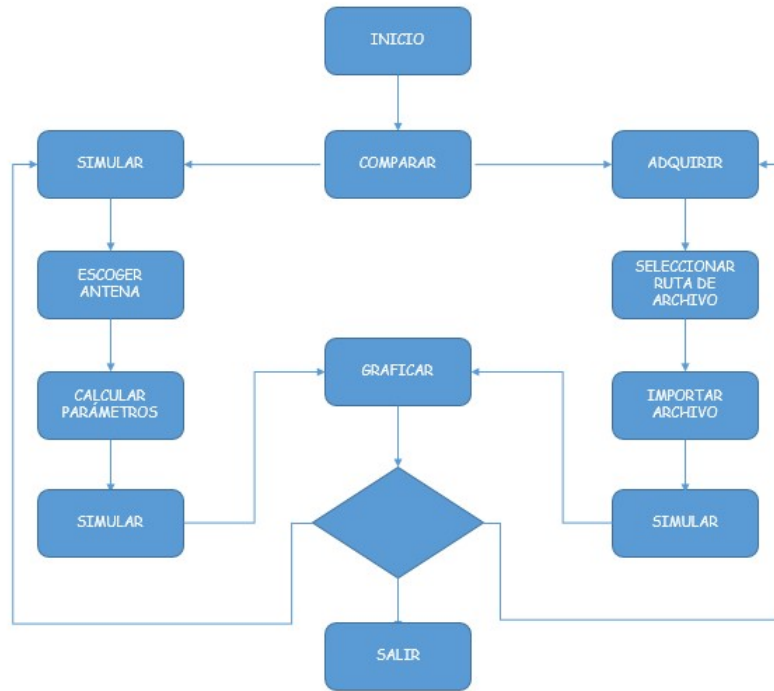 INICIO
SIMULAR
COMPARAR
ADQUIRIR
ESCOGER
ANTENA
SELECCIONAR
RUTA DE
ARCHIVO
CALCULAR
PARÁMETROS
GRAFICAR
IMPORTAR
ARCHIVO
SIMULAR
SIMULAR
SALIR